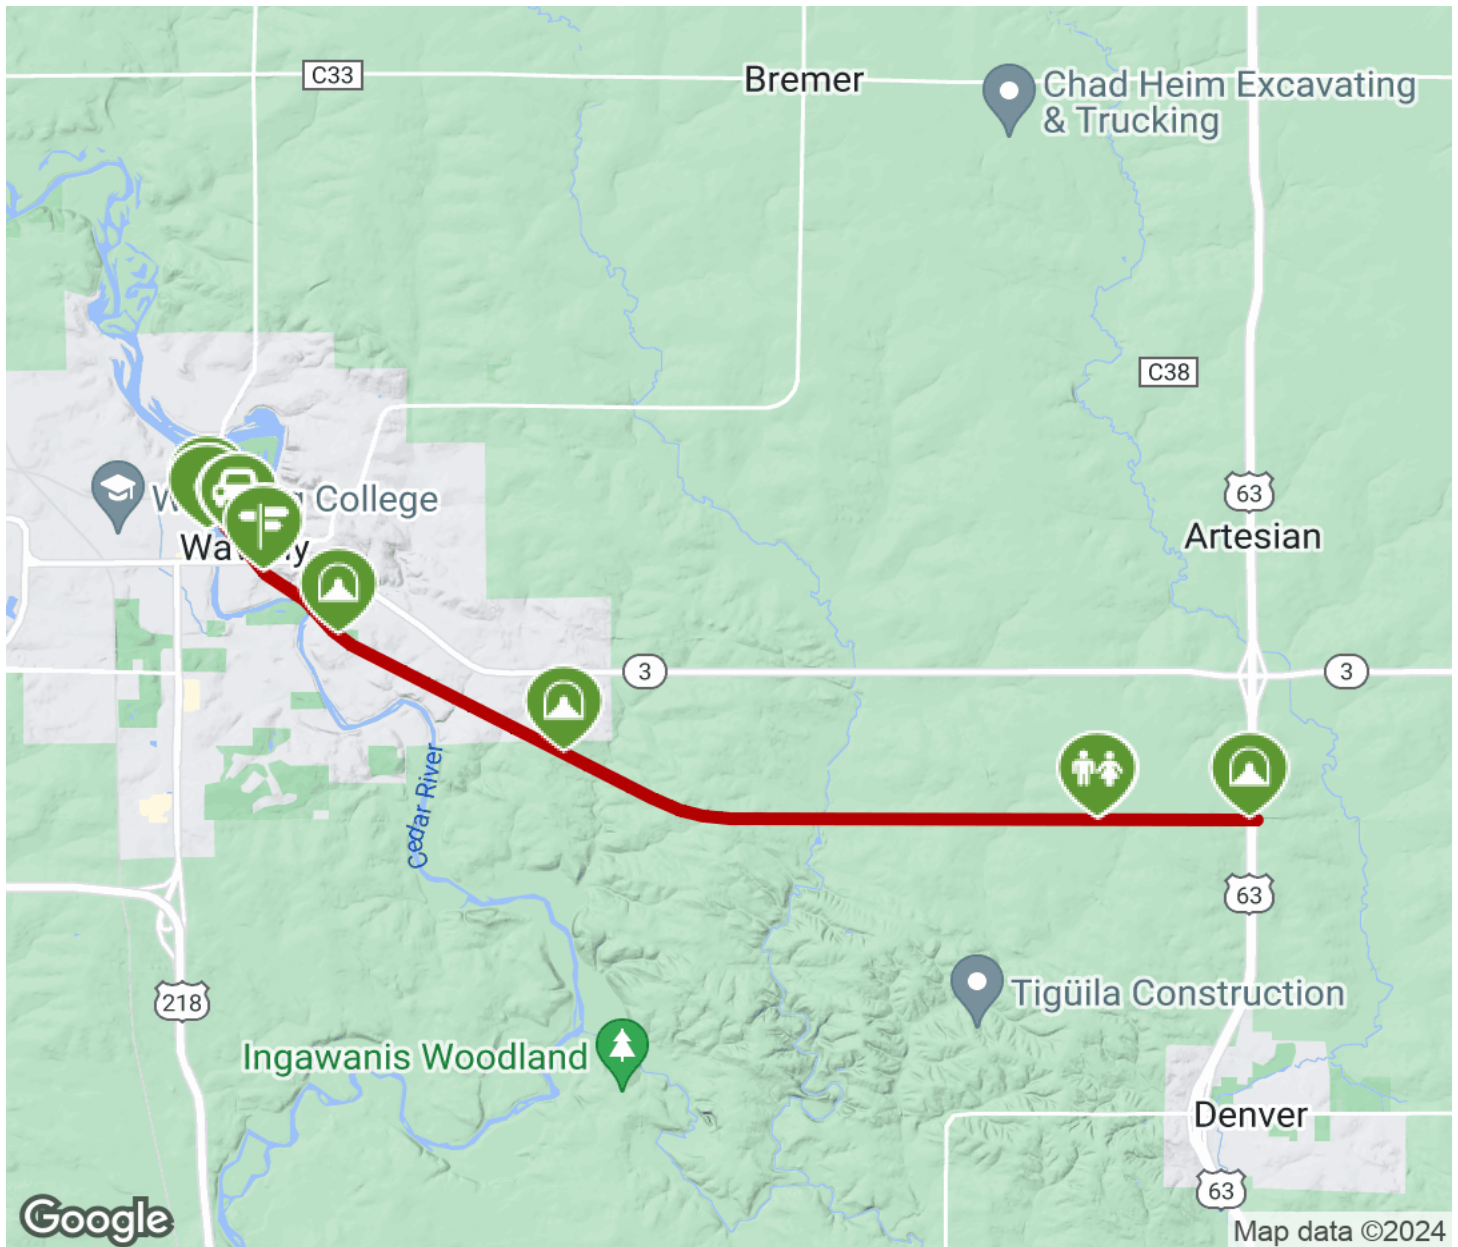 C33
Bremer
Chad Heim Excavating
& Trucking
C38
63
College
Artesian
3
3
Cedar River
63
218
Tigüila Construction
Ingawanis Woodland
Denver
63
Google
Map data ©2024